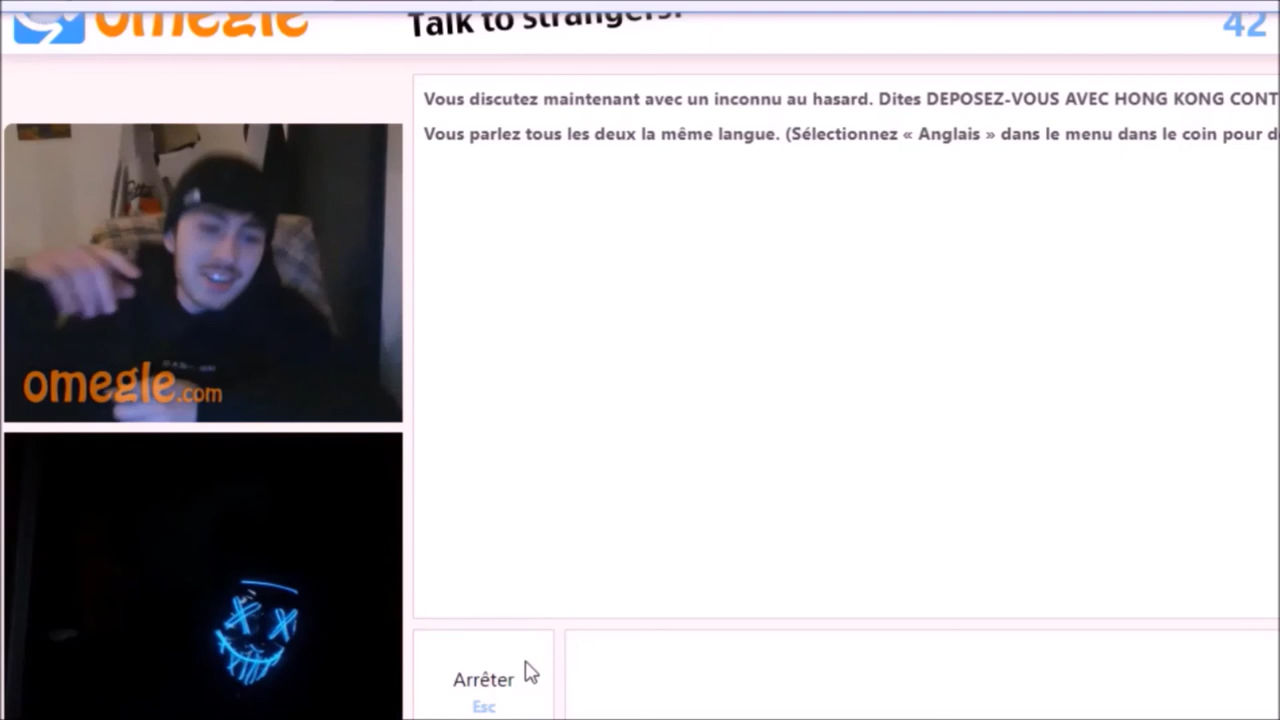 omegle
Talk to strangers!
42
Vous discutez maintenant avec un inconnu au hasard. Dites DEPOSEZ-VOUS AVEC HONG KONG CONT
Vous parlez tous les deux la même langue. (Sélectionnez « Anglais » dans le menu dans le coin pour d
omegle.com
Arrêter
Esc